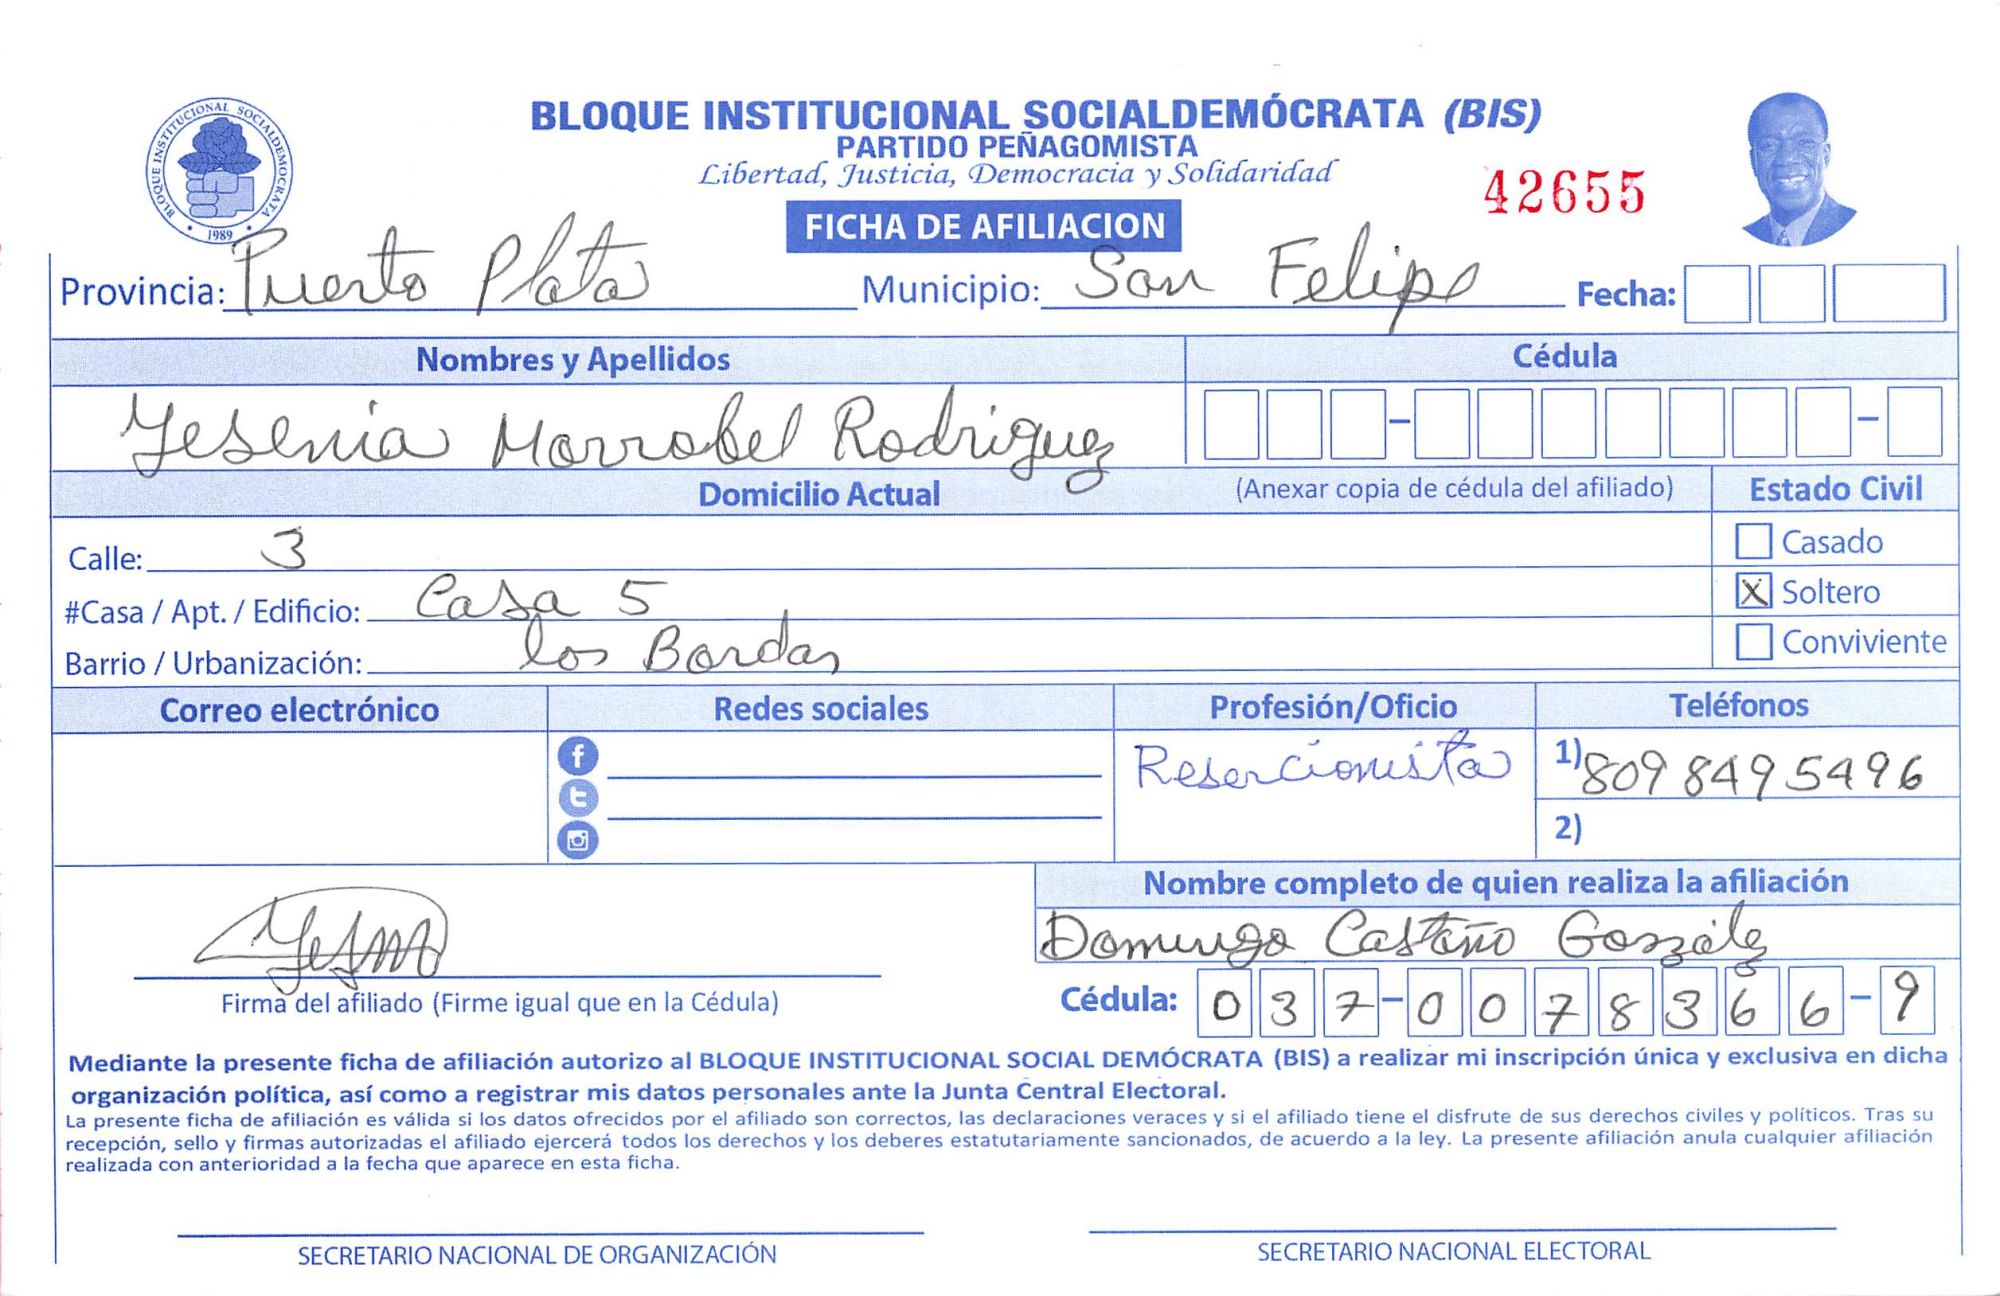 BLOQUE INSTITUCIONAL SOCIALDEMÓCRATA (BIS)
PARTIDO PEÑAGOMISTA
Libertad, Justicia, Democracia y Solidaridad
42655
BLOQUE INSTITUCIONAL SOCIALDEMOCRATA
1989
FICHA DE AFILIACION
Provincia: Puerto Plata Municipio: San Felipe Fecha:
Nombres y Apellidos Cédula
Yesenia Marrobel Rodriguez
Domicilio Actual (Anexar copia de cédula del afiliado) Estado Civil
Calle: 3 Casado
#Casa / Apt. / Edificio: Casa 5 X Soltero
Barrio / Urbanización: los Bordas Conviviente
Correo electrónico Redes sociales Profesión/Oficio Teléfonos
Resercionista 1) 809 849 5496
2)
Nombre completo de quien realiza la afiliación
Domingo Castaño González
Firma del afiliado (Firme igual que en la Cédula) Cédula: 037-0078366-9
Mediante la presente ficha de afiliación autorizo al BLOQUE INSTITUCIONAL SOCIAL DEMÓCRATA (BIS) a realizar mi inscripción única y exclusiva en dicha
organización política, así como a registrar mis datos personales ante la Junta Central Electoral.
La presente ficha de afiliación es válida si los datos ofrecidos por el afiliado son correctos, las declaraciones veraces y si el afiliado tiene el disfrute de sus derechos civiles y políticos. Tras su
recepción, sello y firmas autorizadas el afiliado ejercerá todos los derechos y los deberes estatutariamente sancionados, de acuerdo a la ley. La presente afiliación anula cualquier afiliación
realizada con anterioridad a la fecha que aparece en esta ficha.
SECRETARIO NACIONAL DE ORGANIZACIÓN SECRETARIO NACIONAL ELECTORAL